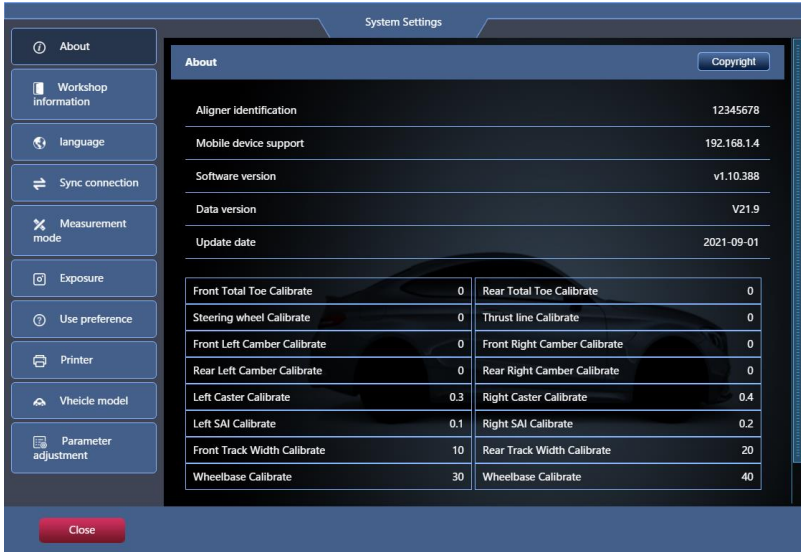 System Settings
About
Workshop
information
language
Sync connection
Measurement
mode
Exposure
Use preference
Printer
Vheicle model
Parameter
adjustment
About
Copyright
Aligner identification 12345678
Mobile device support 192.168.1.4
Software version v1.10.388
Data version V21.9
Update date 2021-09-01
Front Total Toe Calibrate 0 Rear Total Toe Calibrate 0
Steering wheel Calibrate 0 Thrust line Calibrate 0
Front Left Camber Calibrate 0 Front Right Camber Calibrate 0
Rear Left Camber Calibrate 0 Rear Right Camber Calibrate 0
Left Caster Calibrate 0.3 Right Caster Calibrate 0.4
Left SAI Calibrate 0.1 Right SAI Calibrate 0.2
Front Track Width Calibrate 10 Rear Track Width Calibrate 20
Wheelbase Calibrate 30 Wheelbase Calibrate 40
Close